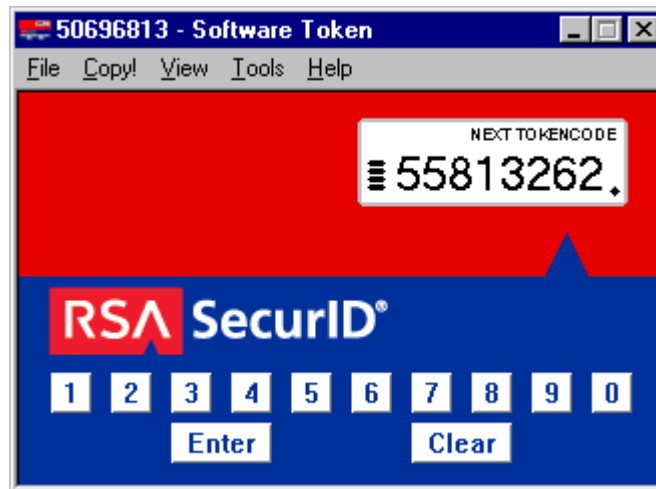 50696813 - Software Token
File Copy! View Tools Help
NEXT TOKENCODE
55813262
RSA SecurID®
1 2 3 4 5 6 7 8 9 0
Enter Clear